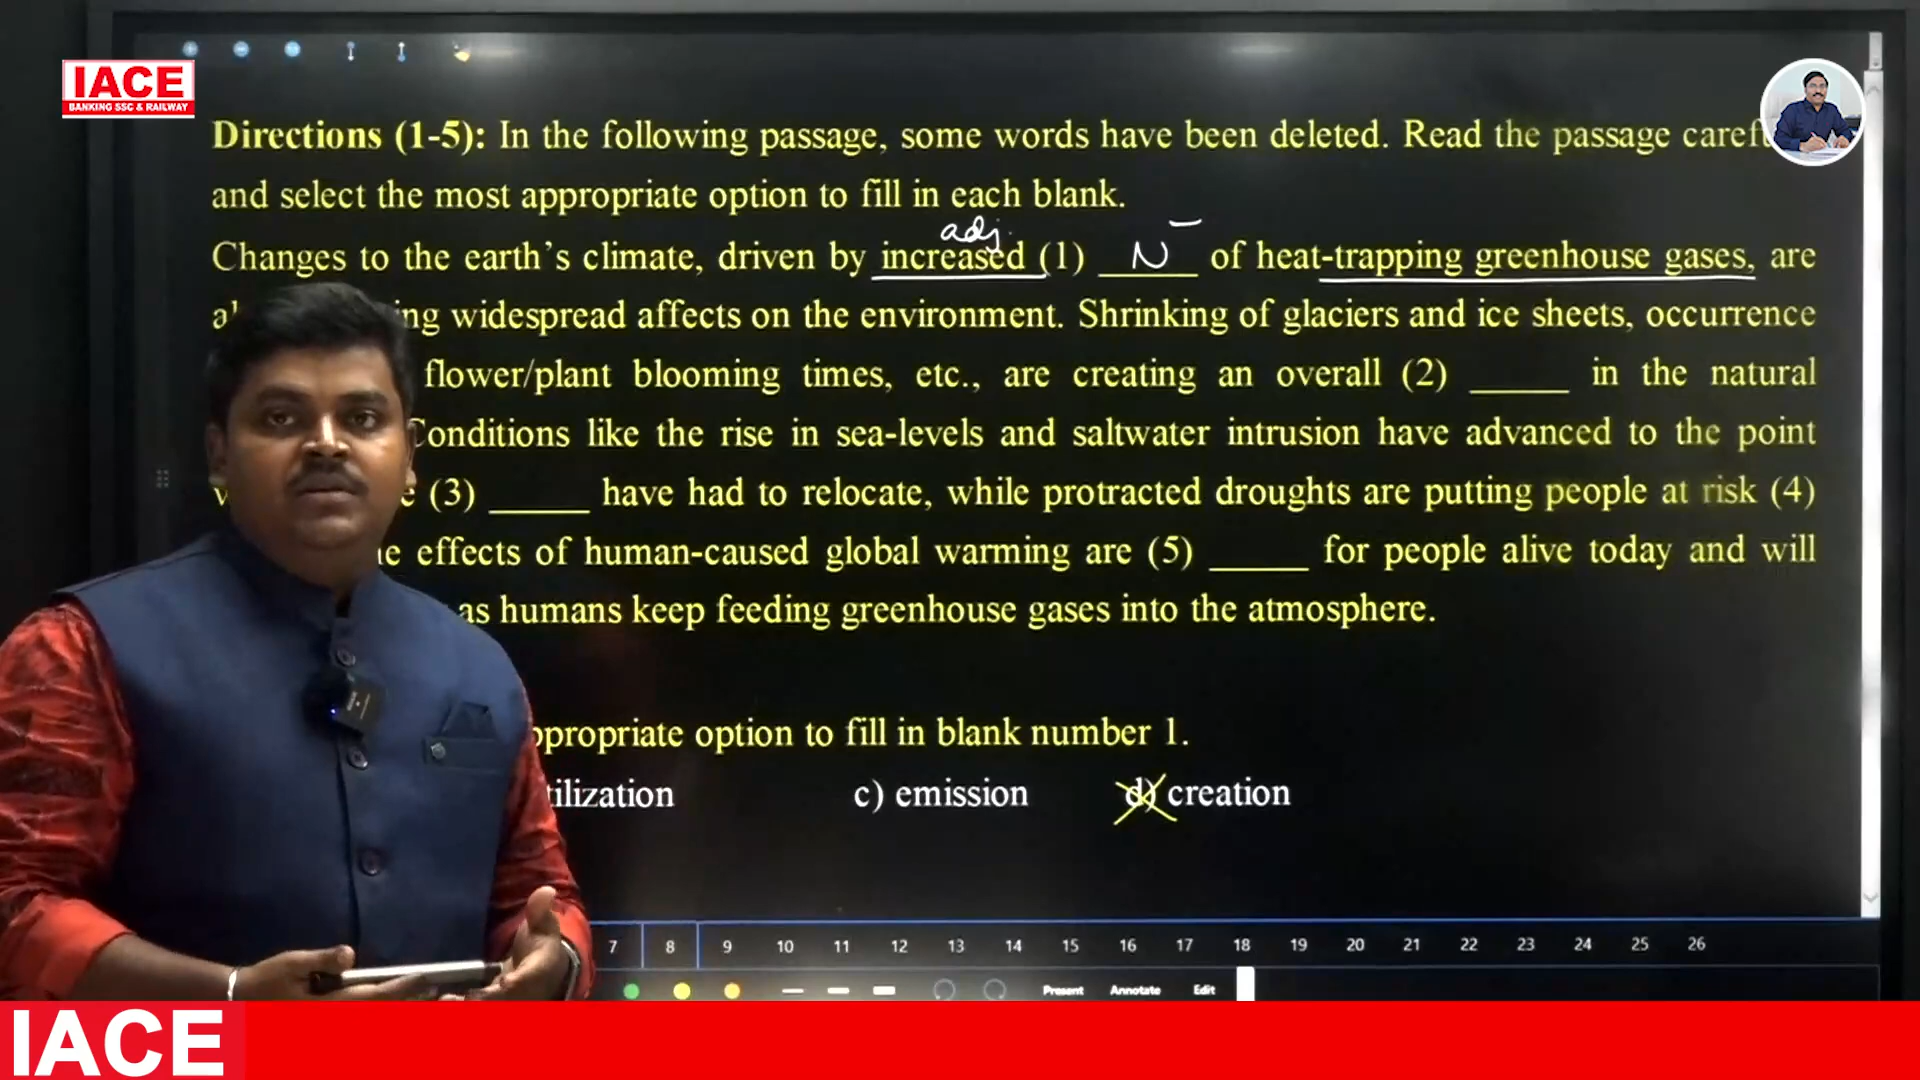 IACE
BANKING SSC & RAILWAY
Directions (1-5): In the following passage, some words have been deleted. Read the passage
and select the most appropriate option to fill in each blank.
adj.
Changes to the earth's climate, driven by increased (1) N of heat-trapping greenhouse gases, are
widespread affects on the environment. Shrinking of glaciers and ice sheets, occurrence
flower/plant blooming times, etc., are creating an overall (2) _____ in the natural
Conditions like the rise in sea-levels and saltwater intrusion have advanced to the point
(3) _____ have had to relocate, while protracted droughts are putting people at risk (4)
effects of human-caused global warming are (5) _____ for people alive today and will
as humans keep feeding greenhouse gases into the atmosphere.
appropriate option to fill in blank number 1.
tilization c) emission d) creation
7 8 9 10 11 12 13 14 15 16 17 18 19 20 21 22 23 24 25 26
Present Annotate Edit
IACE